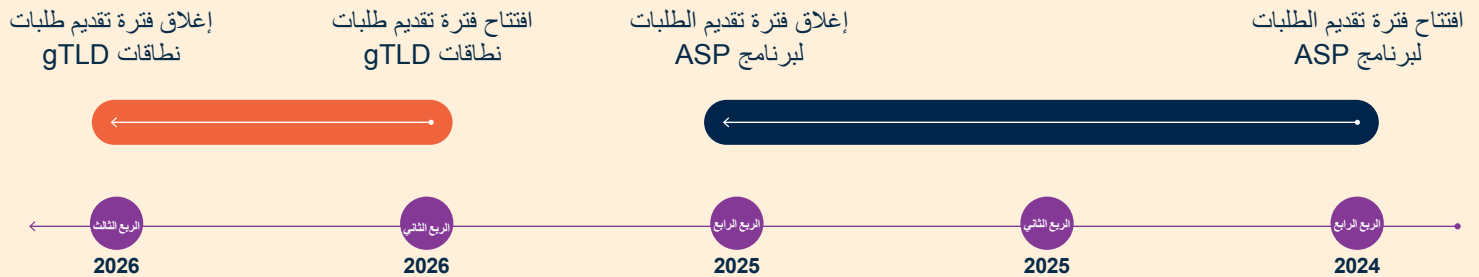 افتتاح فترة تقديم الطلبات
لبرنامج ASP
إغلاق فترة تقديم الطلبات
لبرنامج ASP
افتتاح فترة تقديم طلبات
نطاقات gTLD
إغلاق فترة تقديم طلبات
نطاقات gTLD
الربع الرابع
2024
الربع الثاني
2025
الربع الرابع
2025
الربع الثاني
2026
الربع الثالث
2026